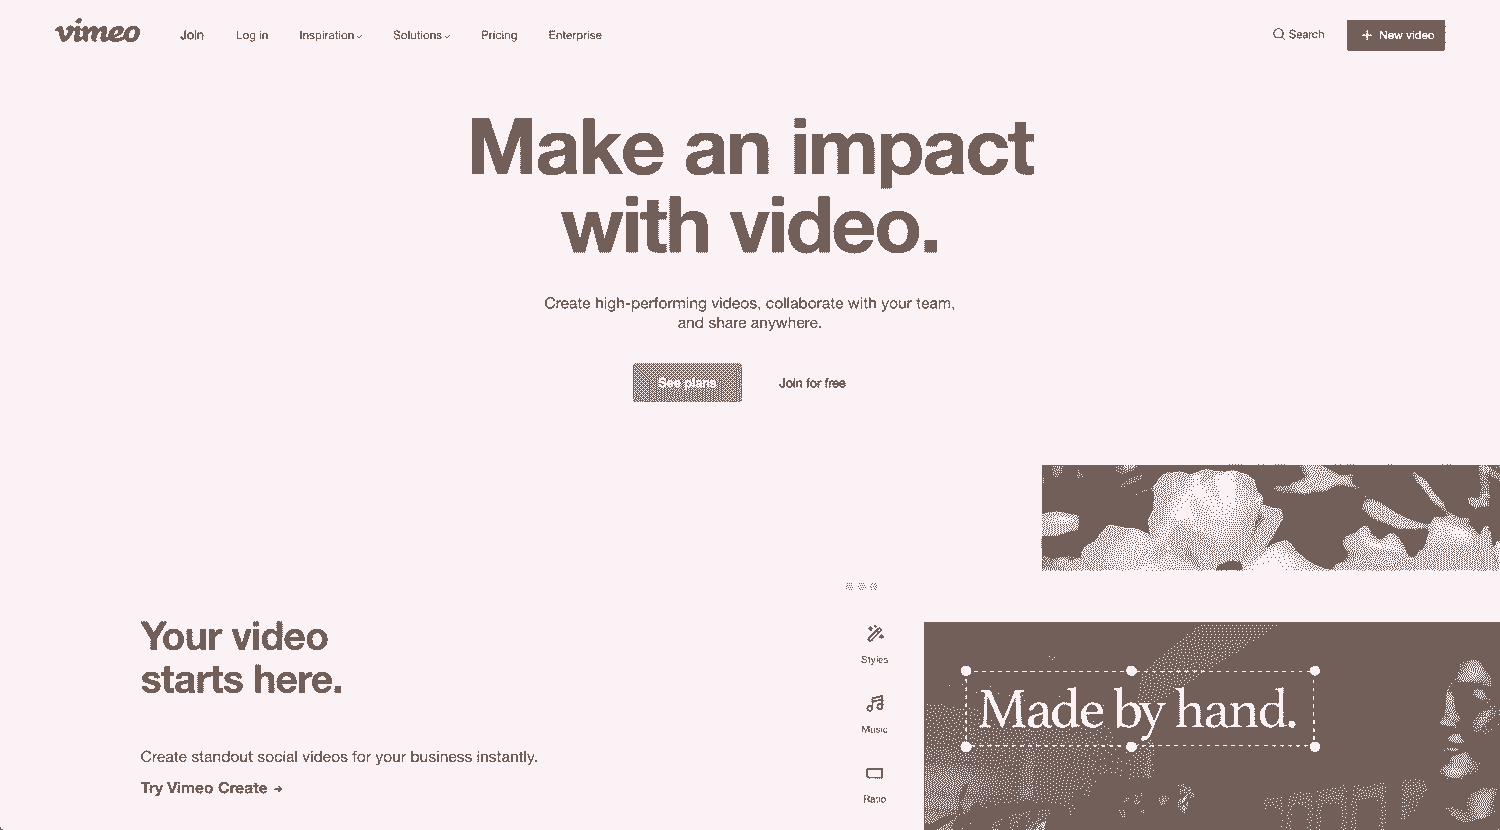 vimeo Join Log in Inspiration Solutions Pricing Enterprise Search + New video
Make an impact
with video.
Create high-performing videos, collaborate with your team,
and share anywhere.
See plans Join for free
Your video
starts here.
Create standout social videos for your business instantly.
Try Vimeo Create →
Styles
Music
Ratio
Made by hand.